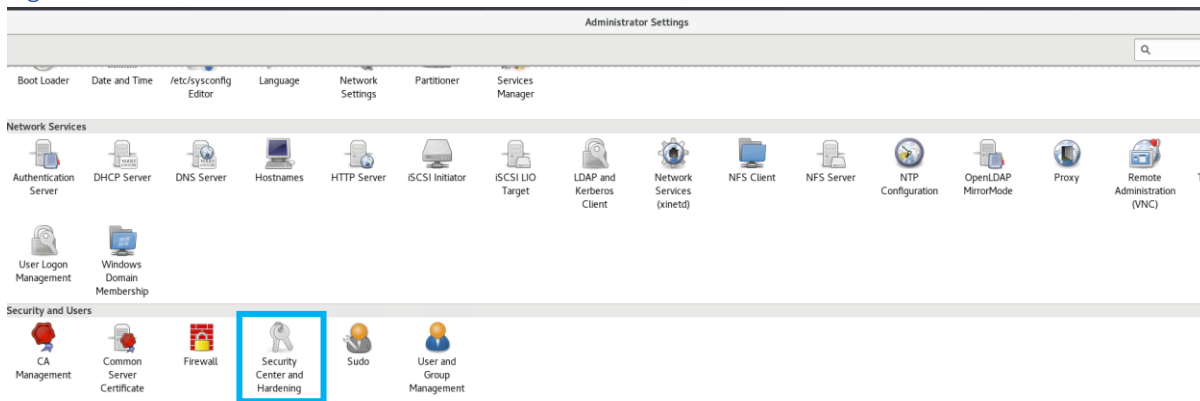 Administrator Settings
Boot Loader
Date and Time
/etc/sysconfig
Editor
Language
Network
Settings
Partitioner
Services
Manager
Network Services
Authentication
Server
DHCP Server
DNS Server
Hostnames
HTTP Server
iSCSI Initiator
iSCSI LIO
Target
LDAP and
Kerberos
Client
Network
Services
(xinetd)
NFS Client
NFS Server
NTP
Configuration
OpenLDAP
MirrorMode
Proxy
Remote
Administration
(VNC)
User Logon
Management
Windows
Domain
Membership
Security and Users
CA
Management
Common
Server
Certificate
Firewall
Security
Center and
Hardening
Sudo
User and
Group
Management